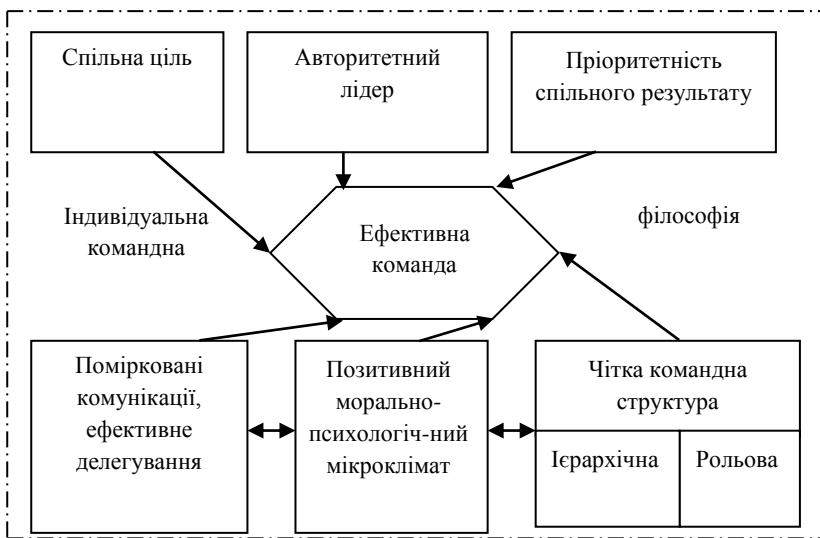 Спільна ціль
Авторитетний
лідер
Пріоритетність
спільного результату
Індивідуальна
командна
Ефективна
команда
філософія
Помірковані
комунікації,
ефективне
делегування
Позитивний
морально-
психологіч-ний
мікроклімат
Чітка командна
структура
Ієрархічна
Рольова